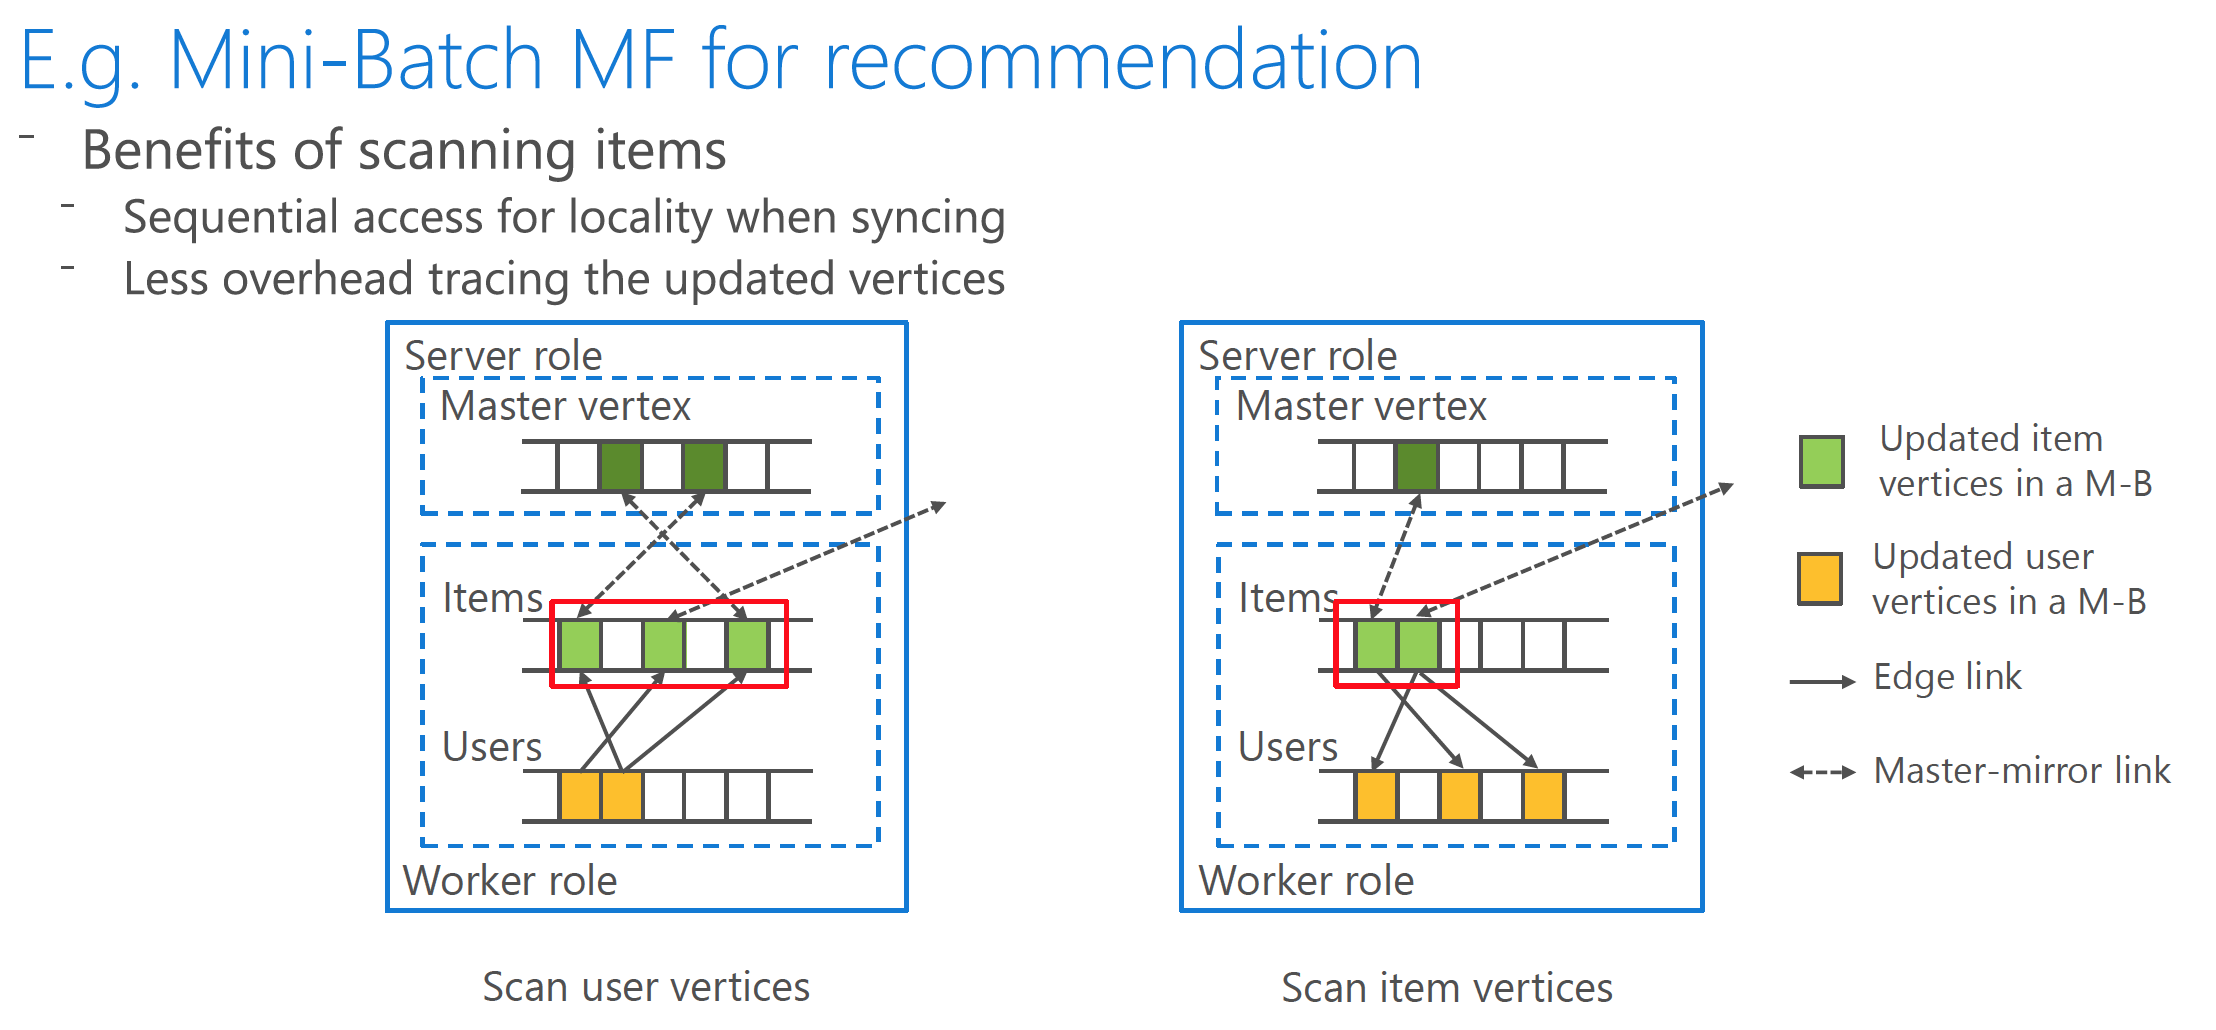 E.g. Mini-Batch MF for recommendation
- Benefits of scanning items
- Sequential access for locality when syncing
- Less overhead tracing the updated vertices
Server role
Master vertex
Items
Users
Worker role
Scan user vertices
Server role
Master vertex
Items
Users
Worker role
Scan item vertices
Updated item
vertices in a M-B
Updated user
vertices in a M-B
Edge link
Master-mirror link